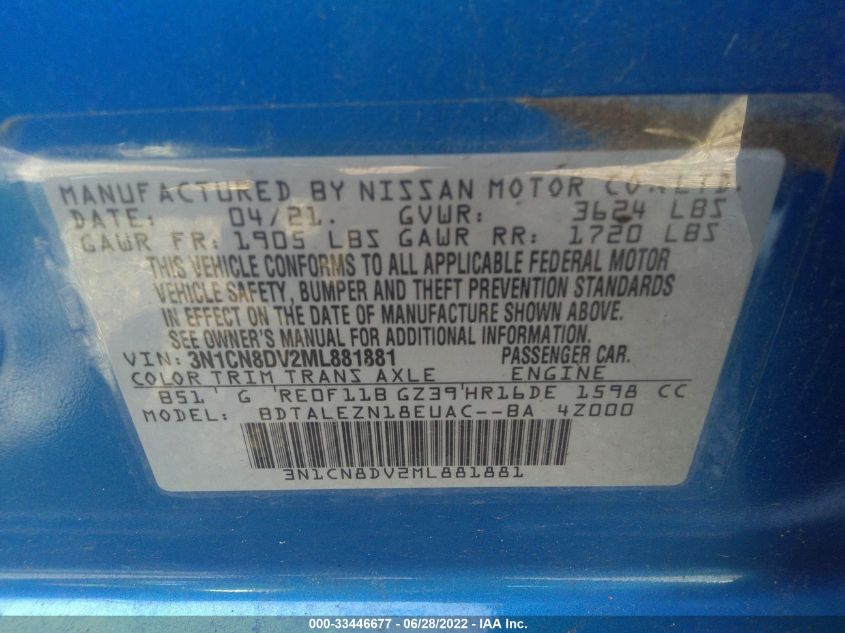 MANUFACTURED BY NISSAN MOTOR CO., LTD.
DATE: 04/21. GVWR: 3624 LBS
GAWR FR: 1905 LBS GAWR RR: 1720 LBS
THIS VEHICLE CONFORMS TO ALL APPLICABLE FEDERAL MOTOR
VEHICLE SAFETY, BUMPER AND THEFT PREVENTION STANDARDS
IN EFFECT ON THE DATE OF MANUFACTURE SHOWN ABOVE.
SEE OWNER'S MANUAL FOR ADDITIONAL INFORMATION.
VIN: 3N1CN8DV2ML881881 PASSENGER CAR.
COLOR TRIM TRANS AXLE ENGINE
B51' G 'RE0F11B GZ39'HR16DE 1598 CC
MODEL: BDTALEZN18EUAC--BA 4Z000
3N1CN8DV2ML881881
000-33446677 - 06/28/2022 - IAA Inc.